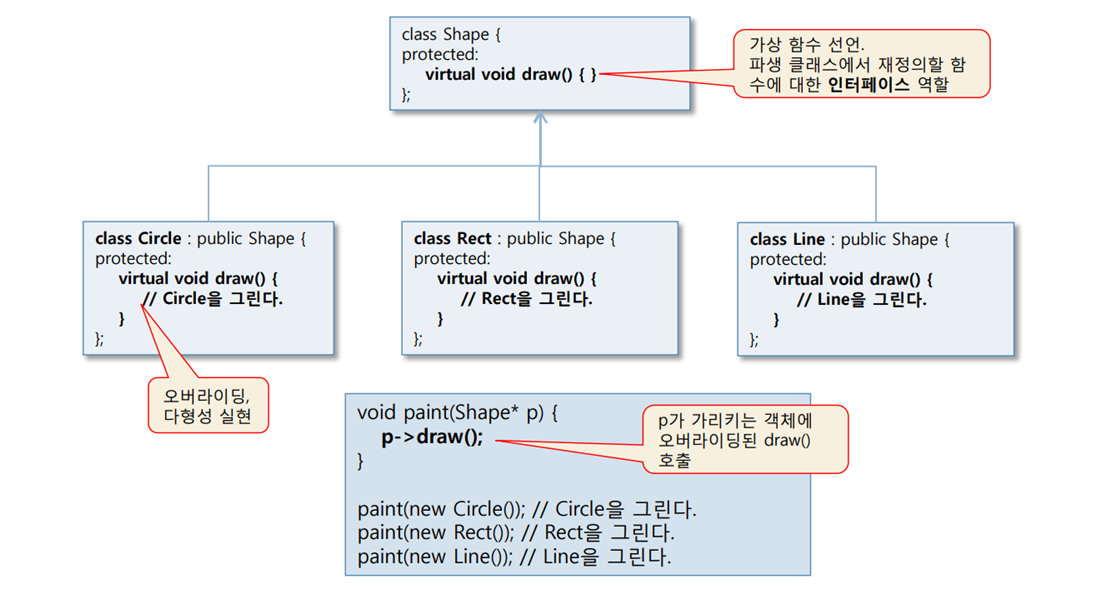 class Shape {
protected:
virtual void draw() { }
};
가상 함수 선언.
파생 클래스에서 재정의할 함
수에 대한 인터페이스 역할
class Circle : public Shape {
protected:
virtual void draw() {
// Circle을 그린다.
}
};
class Rect : public Shape {
protected:
virtual void draw() {
// Rect을 그린다.
}
};
class Line : public Shape {
protected:
virtual void draw() {
// Line을 그린다.
}
};
오버라이딩,
다형성 실현
void paint(Shape* p) {
p->draw();
}
p가 가리키는 객체에
오버라이딩된 draw()
호출
paint(new Circle()); // Circle을 그린다.
paint(new Rect()); // Rect을 그린다.
paint(new Line()); // Line을 그린다.